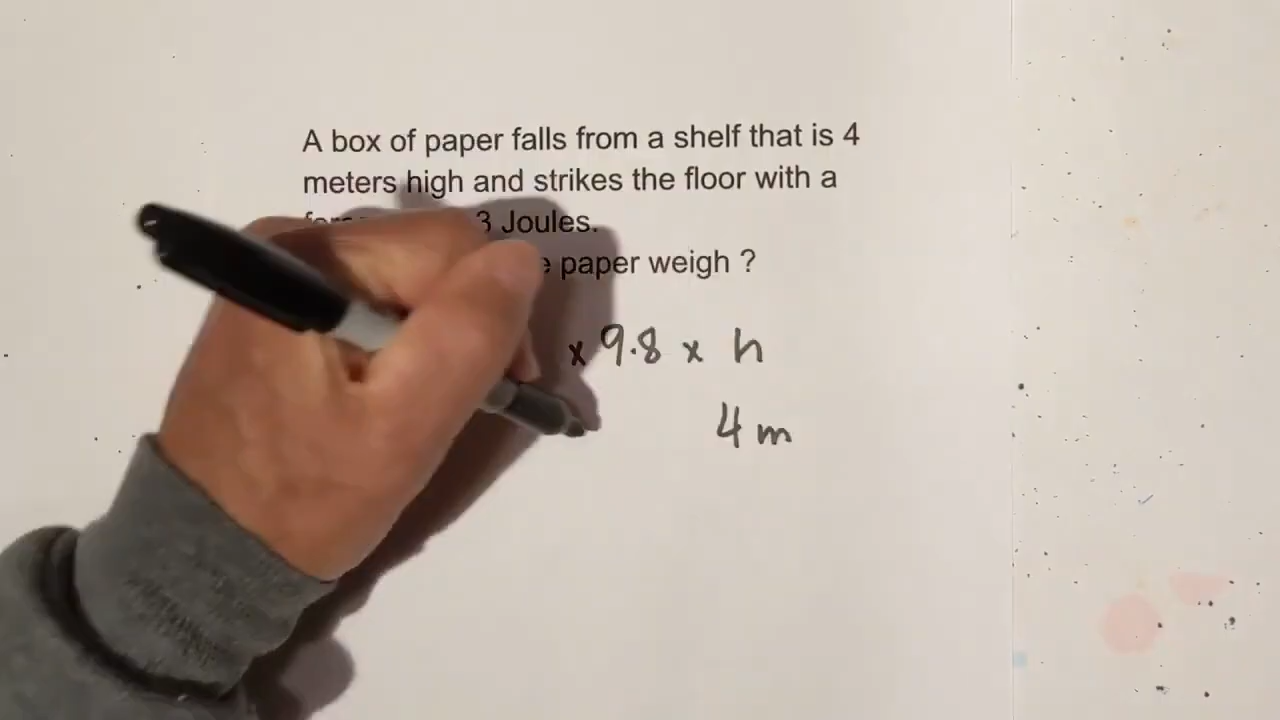 A box of paper falls from a shelf that is 4
meters high and strikes the floor with a
3 Joules.
paper weigh ?
x 9.8 x h
4 m